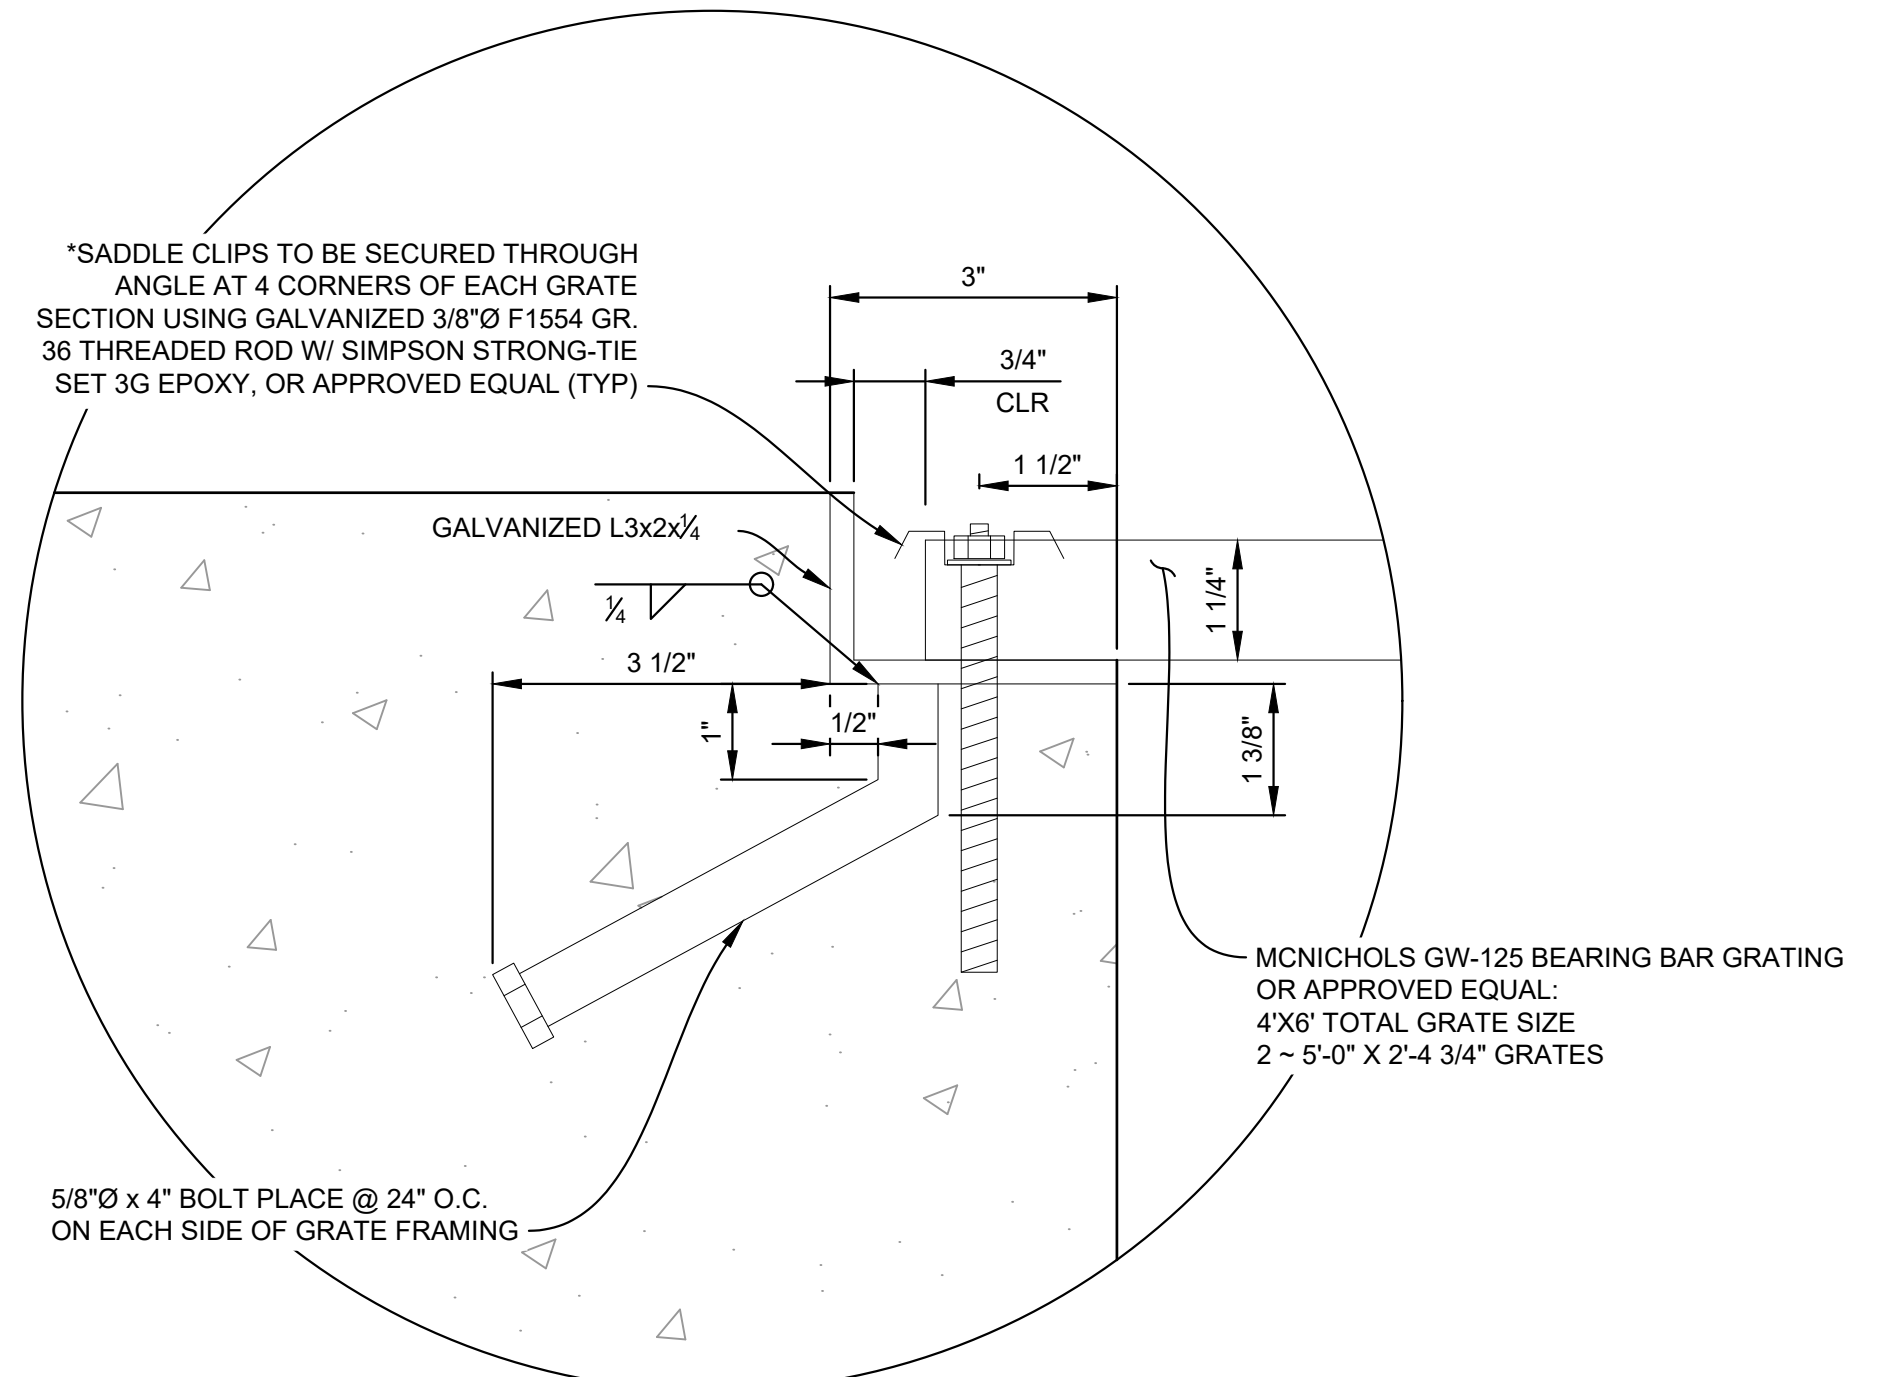 *SADDLE CLIPS TO BE SECURED THROUGH
ANGLE AT 4 CORNERS OF EACH GRATE
SECTION USING GALVANIZED 3/8"Ø F1554 GR.
36 THREADED ROD W/ SIMPSON STRONG-TIE
SET 3G EPOXY, OR APPROVED EQUAL (TYP)
3"
3/4"
CLR
1 1/2"
GALVANIZED L3x2x1/4
1/4
1 1/4"
3 1/2"
1"
1/2"
1 3/8"
MCNICHOLS GW-125 BEARING BAR GRATING
OR APPROVED EQUAL:
4'X6' TOTAL GRATE SIZE
2 ~ 5'-0" X 2'-4 3/4" GRATES
5/8"Ø x 4" BOLT PLACE @ 24" O.C.
ON EACH SIDE OF GRATE FRAMING